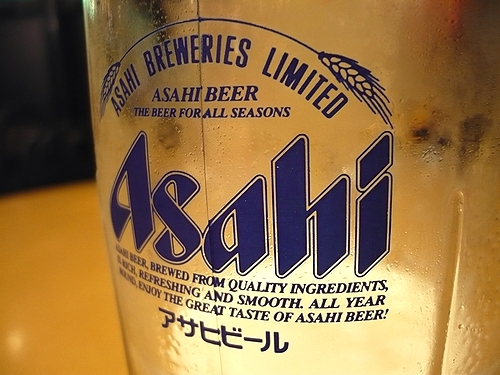 ASAHI BREWERIES LIMITED
ASAHI BEER
THE BEER FOR ALL SEASONS
Asahi
ASAHI BEER, BREWED FROM QUALITY INGREDIENTS,
IS RICH, REFRESHING AND SMOOTH. ALL YEAR
ROUND, ENJOY THE GREAT TASTE OF ASAHI BEER!
アサヒビール